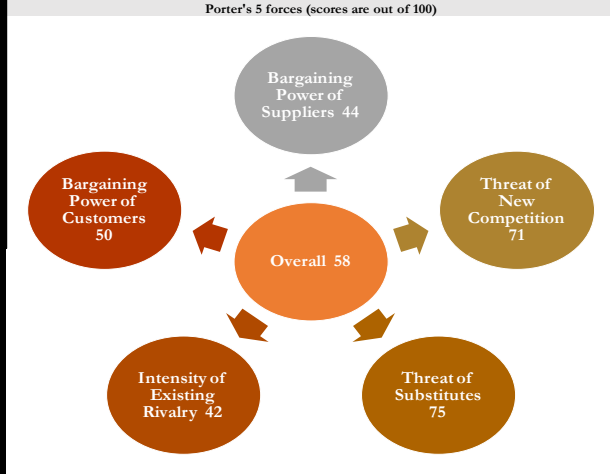 Porter's 5 forces (scores are out of 100)
Bargaining
Power of
Suppliers 44
Bargaining
Power of
Customers
50
Threat of
New
Competition
71
Overall 58
Intensity of
Existing
Rivalry 42
Threat of
Substitutes
75